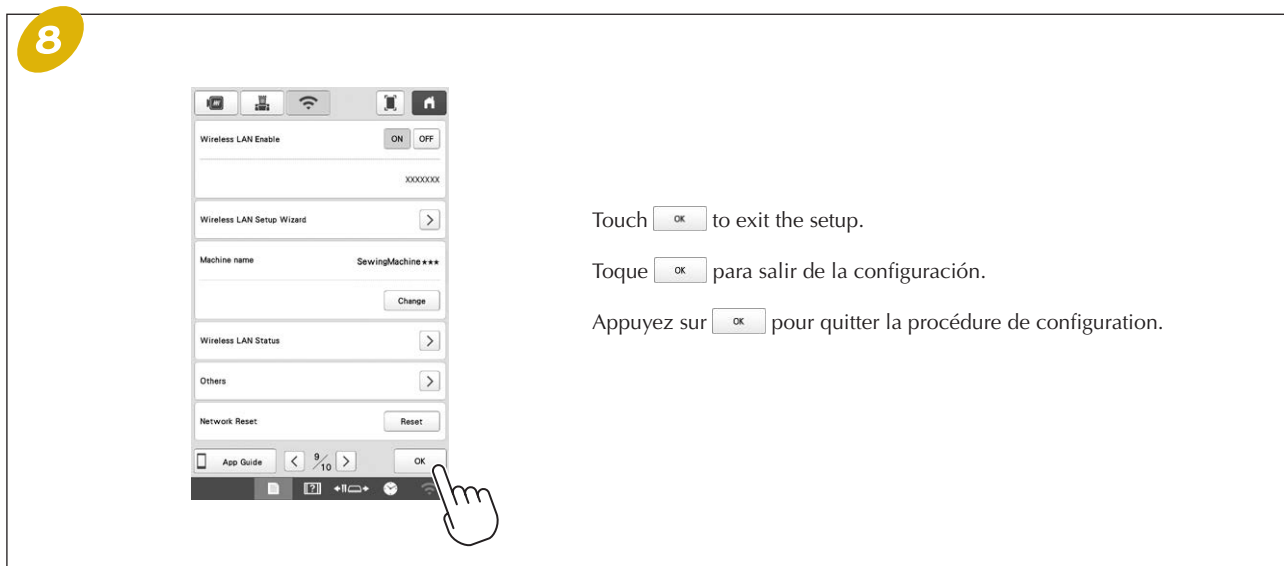 8
Wireless LAN Enable ON OFF
XXXXXXX
Wireless LAN Setup Wizard >
Machine name SewingMachine★★★
Change
Wireless LAN Status >
Others >
Network Reset Reset
App Guide < 9/10 > OK
Touch OK to exit the setup.
Toque OK para salir de la configuración.
Appuyez sur OK pour quitter la procédure de configuration.